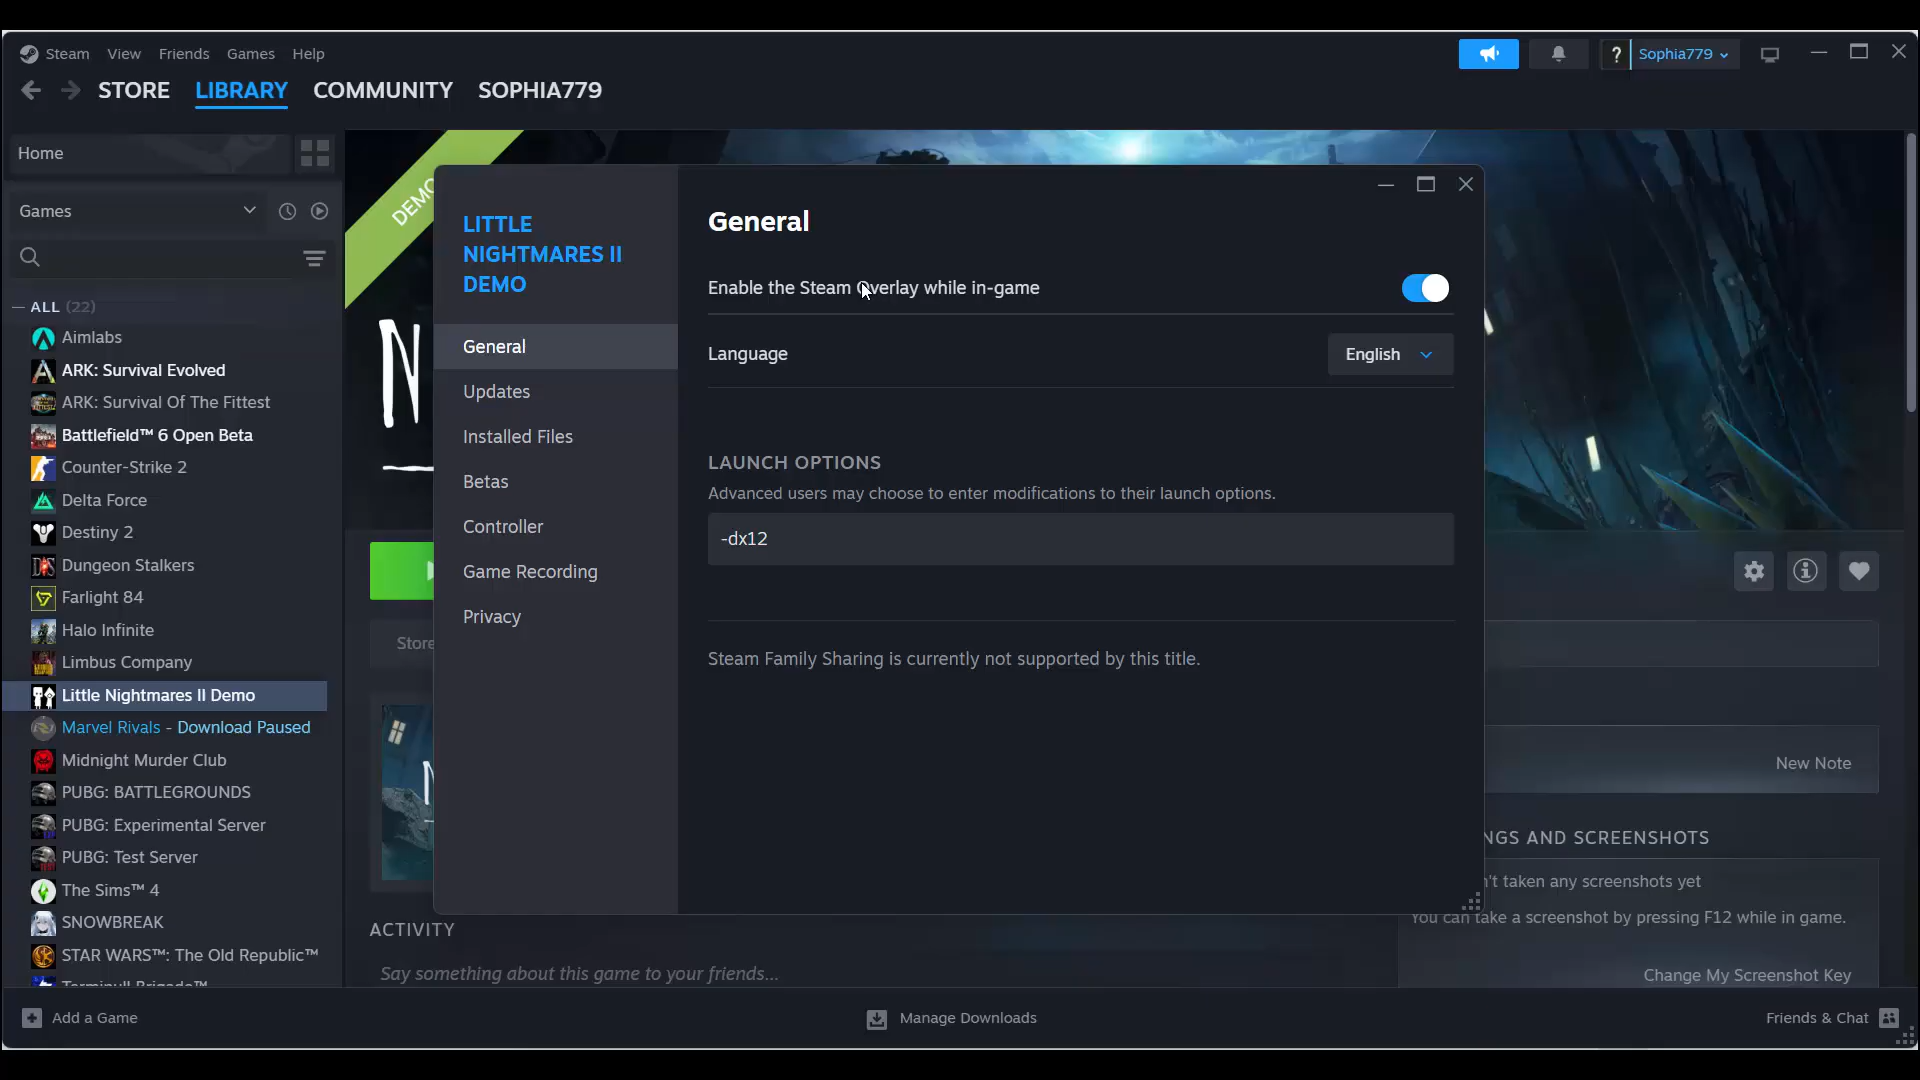 Steam View Friends Games Help
? Sophia779
STORE LIBRARY COMMUNITY SOPHIA779
Home
Games
— ALL (22)
Aimlabs
ARK: Survival Evolved
ARK: Survival Of The Fittest
Battlefield™ 6 Open Beta
Counter-Strike 2
Delta Force
Destiny 2
Dungeon Stalkers
Farlight 84
Halo Infinite
Limbus Company
Little Nightmares II Demo
Marvel Rivals - Download Paused
Midnight Murder Club
PUBG: BATTLEGROUNDS
PUBG: Experimental Server
PUBG: Test Server
The Sims™ 4
SNOWBREAK
STAR WARS™: The Old Republic™
DEMO
N
Store
LITTLE
NIGHTMARES II
DEMO
General
Updates
Installed Files
Betas
Controller
Game Recording
Privacy
General
Enable the Steam Overlay while in-game
Language
English
LAUNCH OPTIONS
Advanced users may choose to enter modifications to their launch options.
-dx12
Steam Family Sharing is currently not supported by this title.
New Note
NGS AND SCREENSHOTS
n't taken any screenshots yet
You can take a screenshot by pressing F12 while in game.
Change My Screenshot Key
ACTIVITY
Say something about this game to your friends...
Add a Game
Manage Downloads
Friends & Chat